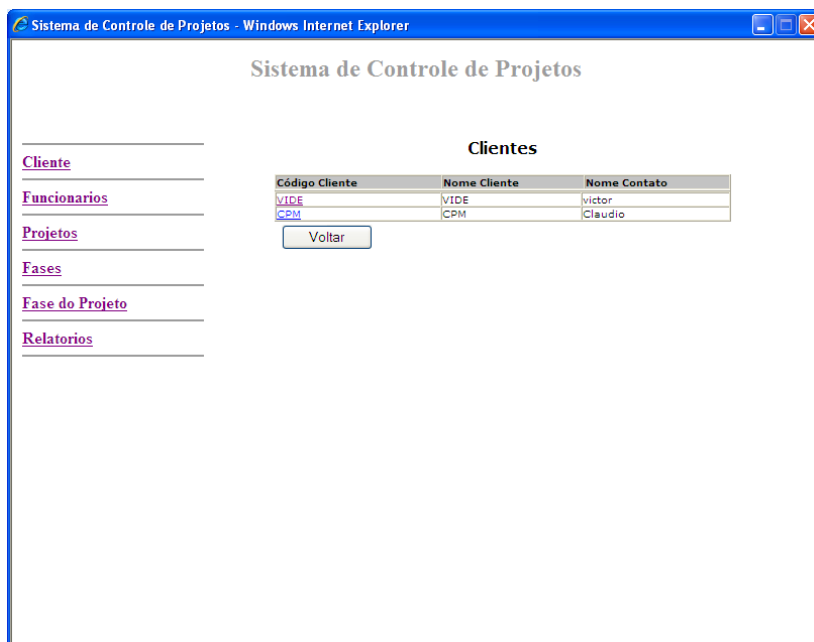 Sistema de Controle de Projetos - Windows Internet Explorer
Sistema de Controle de Projetos
Cliente
Funcionarios
Projetos
Fases
Fase do Projeto
Relatorios
Clientes
Código Cliente Nome Cliente Nome Contato
VIDE VIDE victor
CPM CPM Claudio
Voltar